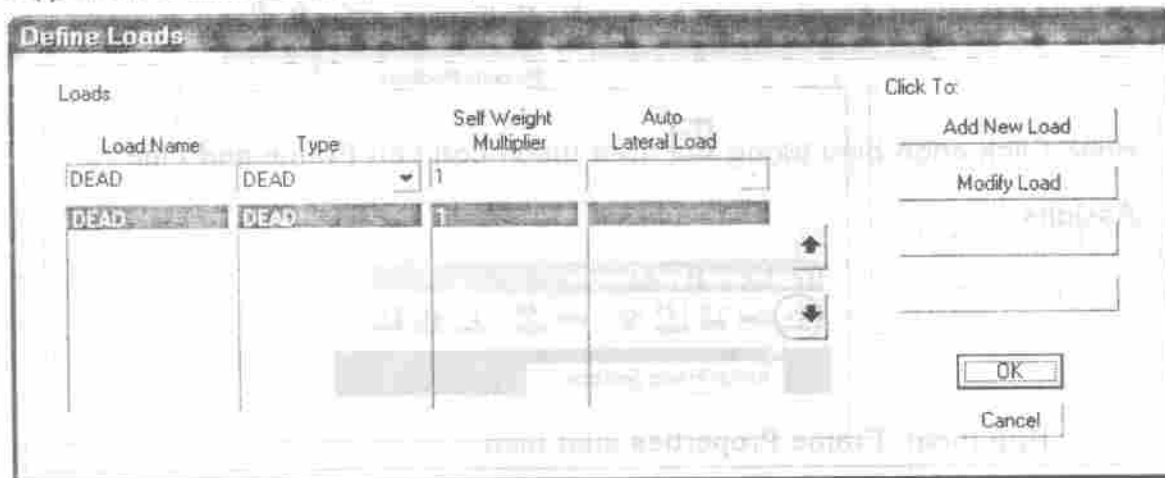 Define Loads
Loads
Click To:
Load Name
Type
Self Weight
Multiplier
Auto
Lateral Load
DEAD
DEAD
1
DEAD
DEAD
1
Add New Load
Modify Load
OK
Cancel